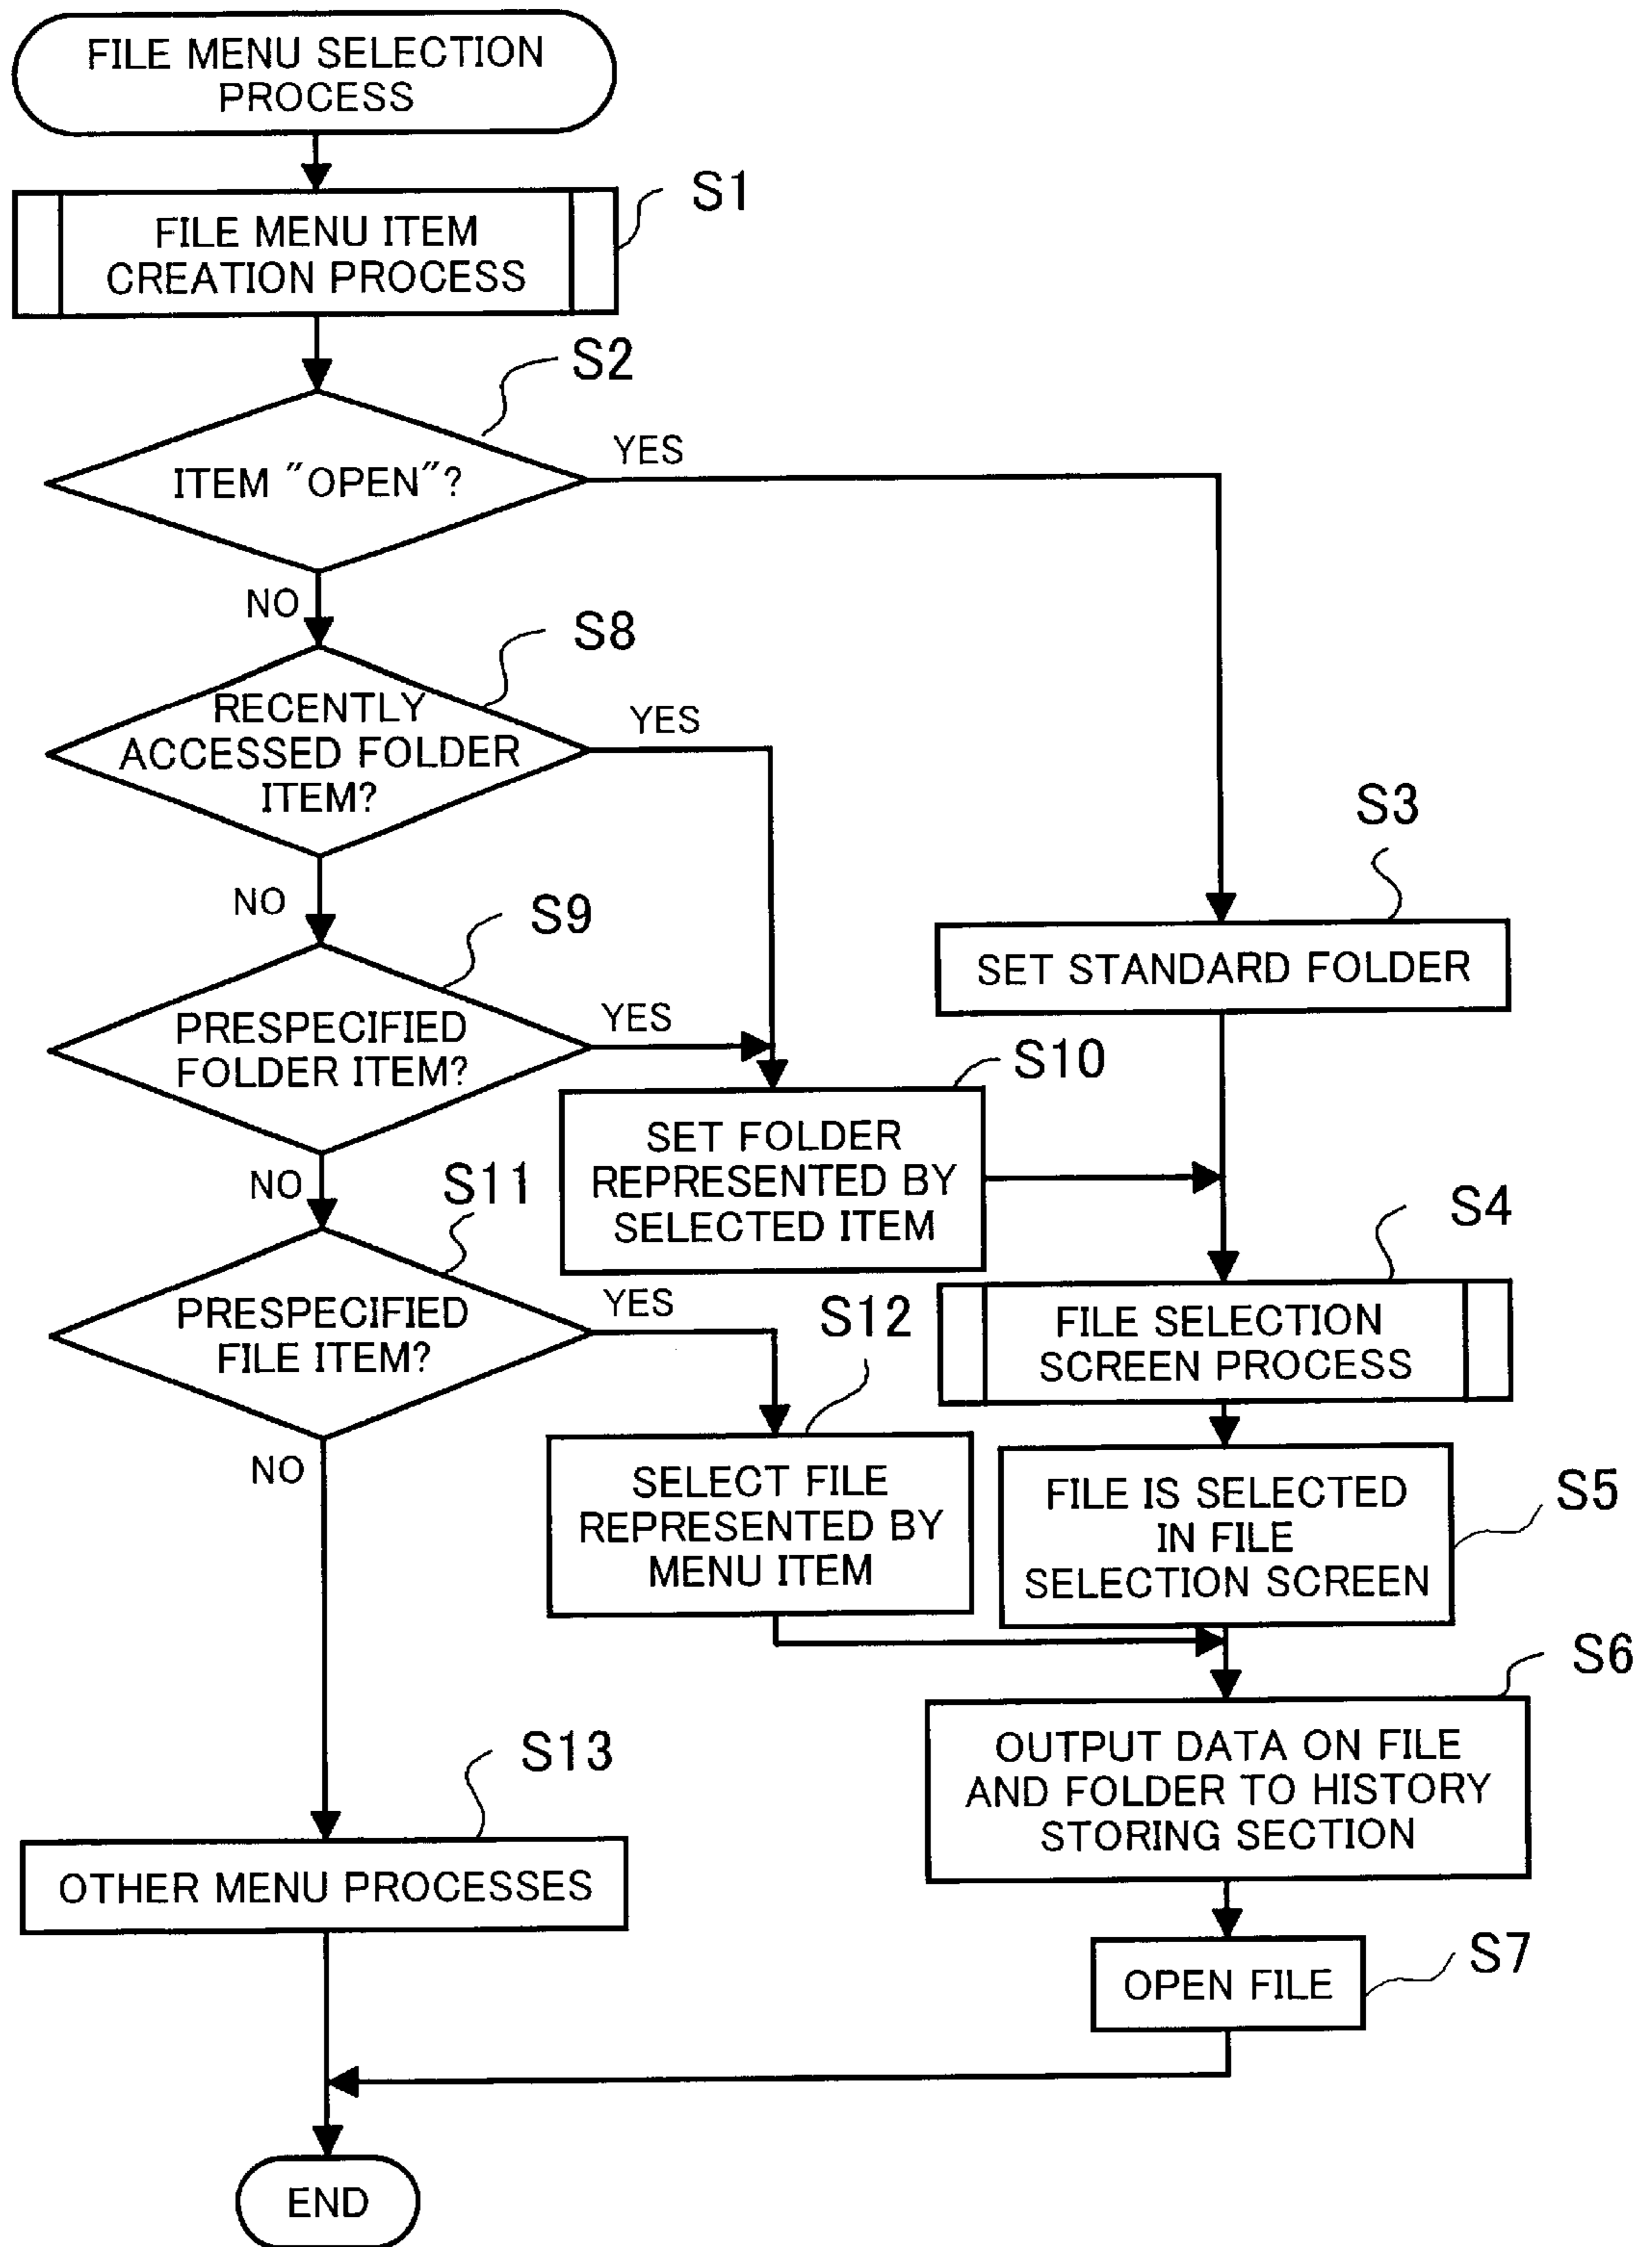 FILE MENU SELECTION
PROCESS
S1
FILE MENU ITEM
CREATION PROCESS
S2
ITEM "OPEN"?
YES
NO
S8
RECENTLY
ACCESSED FOLDER
ITEM?
YES
NO
S3
SET STANDARD FOLDER
S9
PRESPECIFIED
FOLDER ITEM?
YES
NO
S10
SET FOLDER
REPRESENTED BY
SELECTED ITEM
S11
PRESPECIFIED
FILE ITEM?
YES
NO
S4
FILE SELECTION
SCREEN PROCESS
S12
SELECT FILE
REPRESENTED BY
MENU ITEM
S5
FILE IS SELECTED
IN FILE
SELECTION SCREEN
S6
OUTPUT DATA ON FILE
AND FOLDER TO HISTORY
STORING SECTION
S13
OTHER MENU PROCESSES
S7
OPEN FILE
END